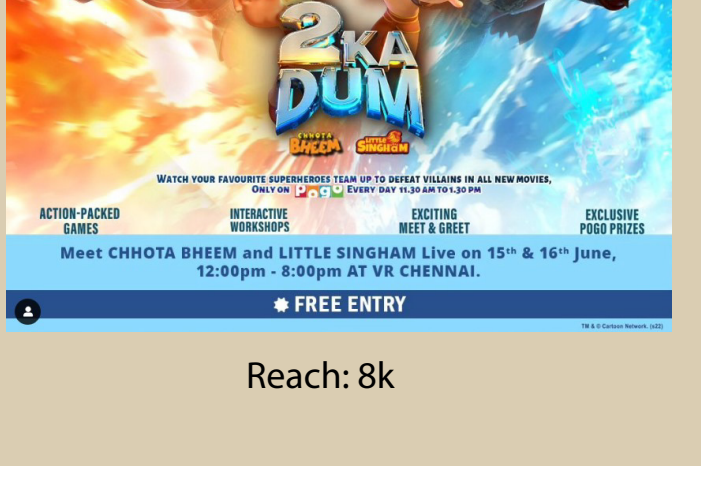 2 KA
DUM
CHHOTA BHEEM LITTLE SINGHAM
WATCH YOUR FAVOURITE SUPERHEROES TEAM UP TO DEFEAT VILLAINS IN ALL NEW MOVIES,
ONLY ON POGO EVERY DAY 11.30 AM TO 1.30 PM
ACTION-PACKED GAMES
INTERACTIVE WORKSHOPS
EXCITING MEET & GREET
EXCLUSIVE POGO PRIZES
Meet CHHOTA BHEEM and LITTLE SINGHAM Live on 15th & 16th June,
12:00pm - 8:00pm AT VR CHENNAI.
FREE ENTRY
TM & © Cartoon Network. (s22)
Reach: 8k